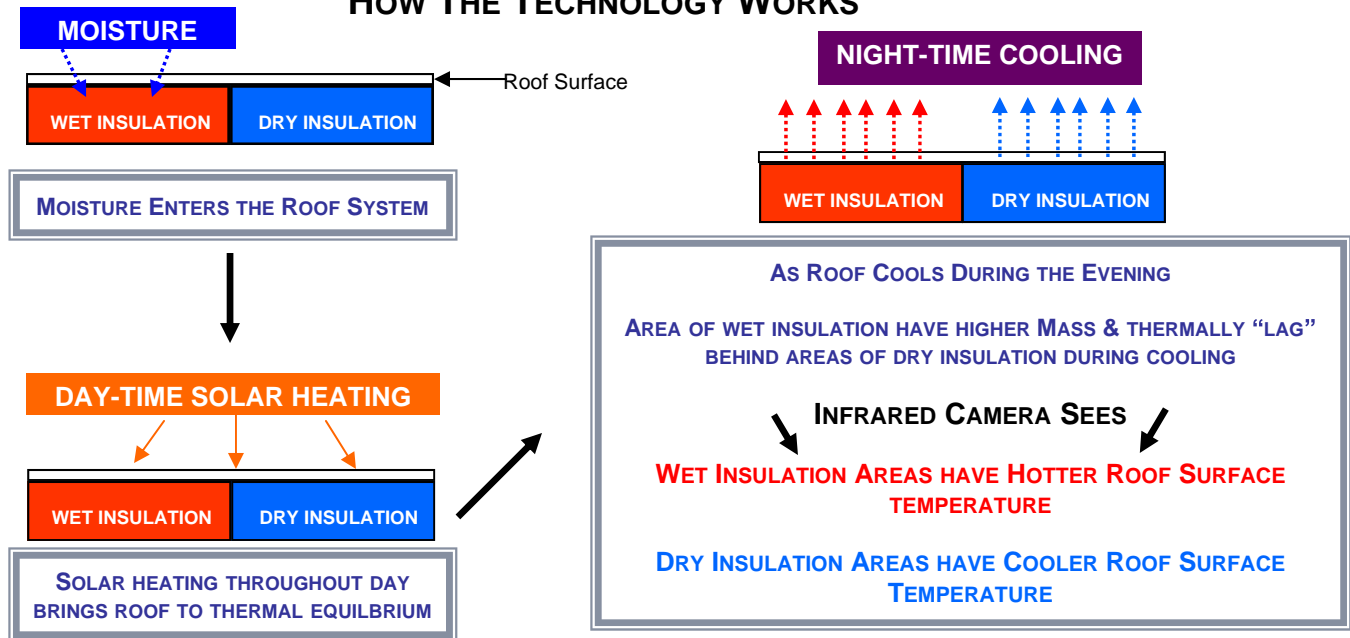 HOW THE TECHNOLOGY WORKS
MOISTURE
Roof Surface
WET INSULATION
DRY INSULATION
MOISTURE ENTERS THE ROOF SYSTEM
DAY-TIME SOLAR HEATING
WET INSULATION
DRY INSULATION
SOLAR HEATING THROUGHOUT DAY
BRINGS ROOF TO THERMAL EQUILBRIUM
NIGHT-TIME COOLING
WET INSULATION
DRY INSULATION
AS ROOF COOLS DURING THE EVENING
AREA OF WET INSULATION HAVE HIGHER MASS & THERMALLY “LAG”
BEHIND AREAS OF DRY INSULATION DURING COOLING
INFRARED CAMERA SEES
WET INSULATION AREAS HAVE HOTTER ROOF SURFACE
TEMPERATURE
DRY INSULATION AREAS HAVE COOLER ROOF SURFACE
TEMPERATURE